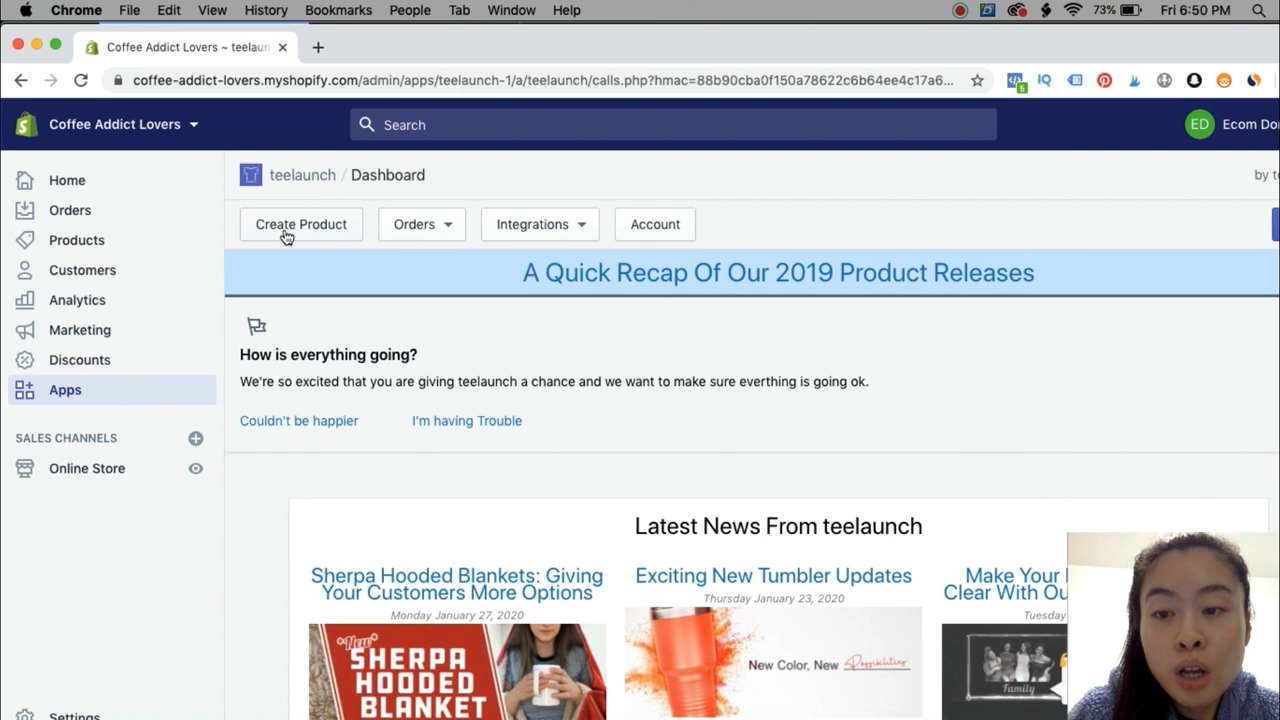 Chrome File Edit View History Bookmarks People Tab Window Help 73% Fri 6:50 PM
Coffee Addict Lovers ~ teelaun
coffee-addict-lovers.myshopify.com/admin/apps/teelaunch-1/a/teelaunch/calls.php?hmac=88b90cba0f150a78622c6b64ee4c17a6... 5
Coffee Addict Lovers Search ED Ecom Do
Home
Orders
Products
Customers
Analytics
Marketing
Discounts
Apps
SALES CHANNELS
Online Store
Settings
teelaunch / Dashboard by t
Create Product Orders Integrations Account
A Quick Recap Of Our 2019 Product Releases
How is everything going?
We're so excited that you are giving teelaunch a chance and we want to make sure everthing is going ok.
Couldn't be happier I'm having Trouble
Latest News From teelaunch
Sherpa Hooded Blankets: Giving
Your Customers More Options
Monday January 27, 2020
*New*
SHERPA
HOODED
BLANKET
Exciting New Tumbler Updates
Thursday January 23, 2020
New Color, New Possibilities
Make Your
Clear With Ou
Tuesday
Family